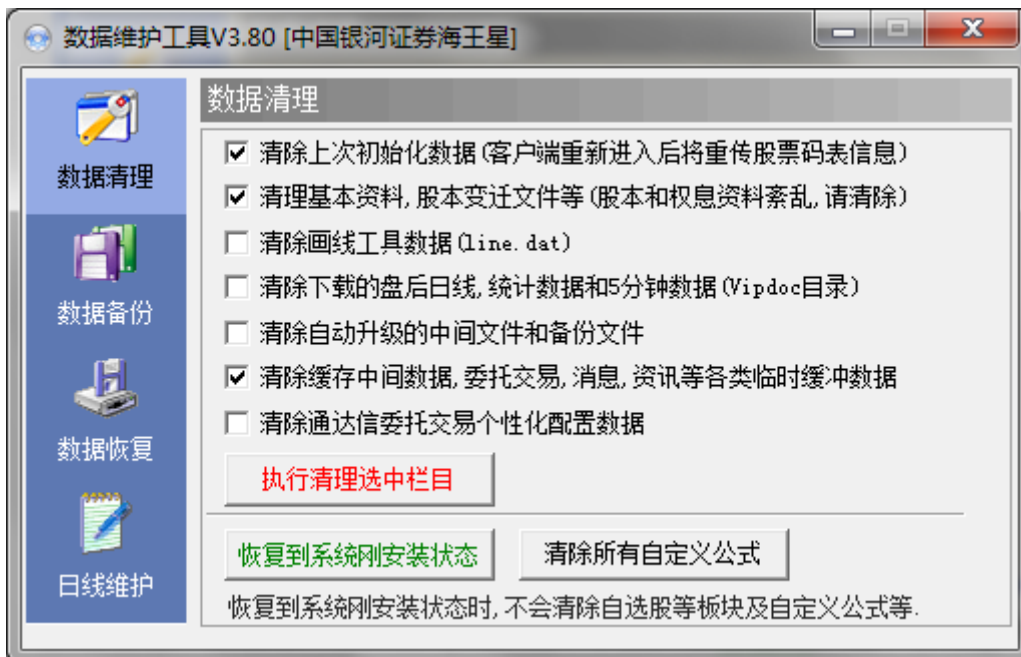 数据维护工具V3.80 [中国银河证券海王星]
数据清理
数据备份
数据恢复
日线维护
数据清理
清除上次初始化数据(客户端重新进入后将重传股票码表信息)
清理基本资料,股本变迁文件等(股本和权息资料紊乱,请清除)
清除画线工具数据(line.dat)
清除下载的盘后日线,统计数据和5分钟数据(Vipdoc目录)
清除自动升级的中间文件和备份文件
清除缓存中间数据,委托交易,消息,资讯等各类临时缓冲数据
清除通达信委托交易个性化配置数据
执行清理选中栏目
恢复到系统刚安装状态
清除所有自定义公式
恢复到系统刚安装状态时,不会清除自选股等板块及自定义公式等.